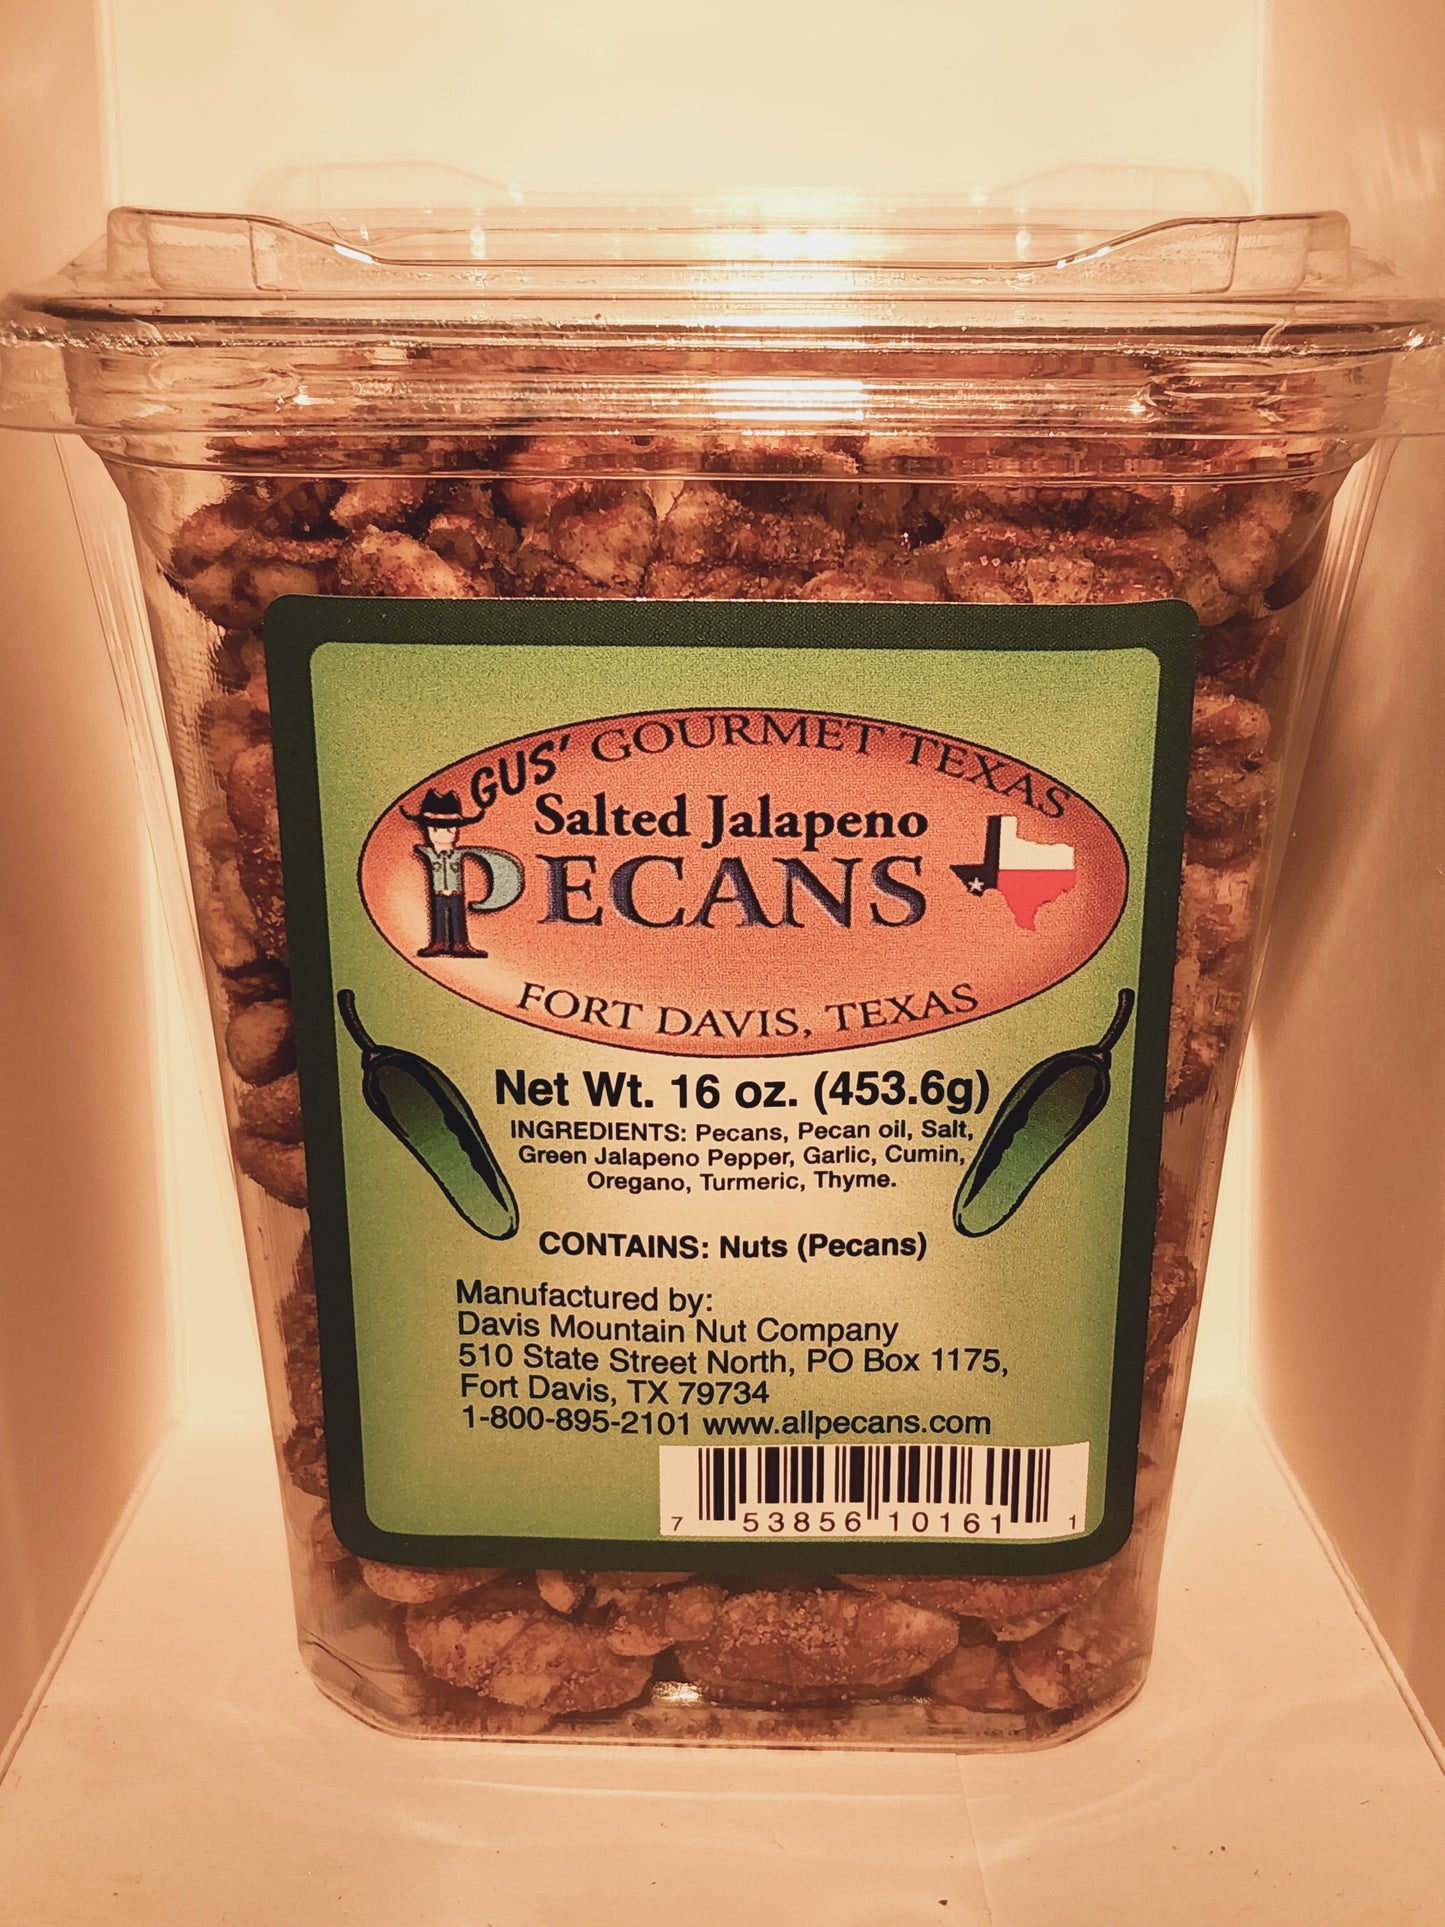 GUS' GOURMET TEXAS
Salted Jalapeno
PECANS
FORT DAVIS, TEXAS
Net Wt. 16 oz. (453.6g)
INGREDIENTS: Pecans, Pecan oil, Salt,
Green Jalapeno Pepper, Garlic, Cumin,
Oregano, Turmeric, Thyme.
CONTAINS: Nuts (Pecans)
Manufactured by:
Davis Mountain Nut Company
510 State Street North, PO Box 1175,
Fort Davis, TX 79734
1-800-895-2101 www.allpecans.com
7 53856 10161 1